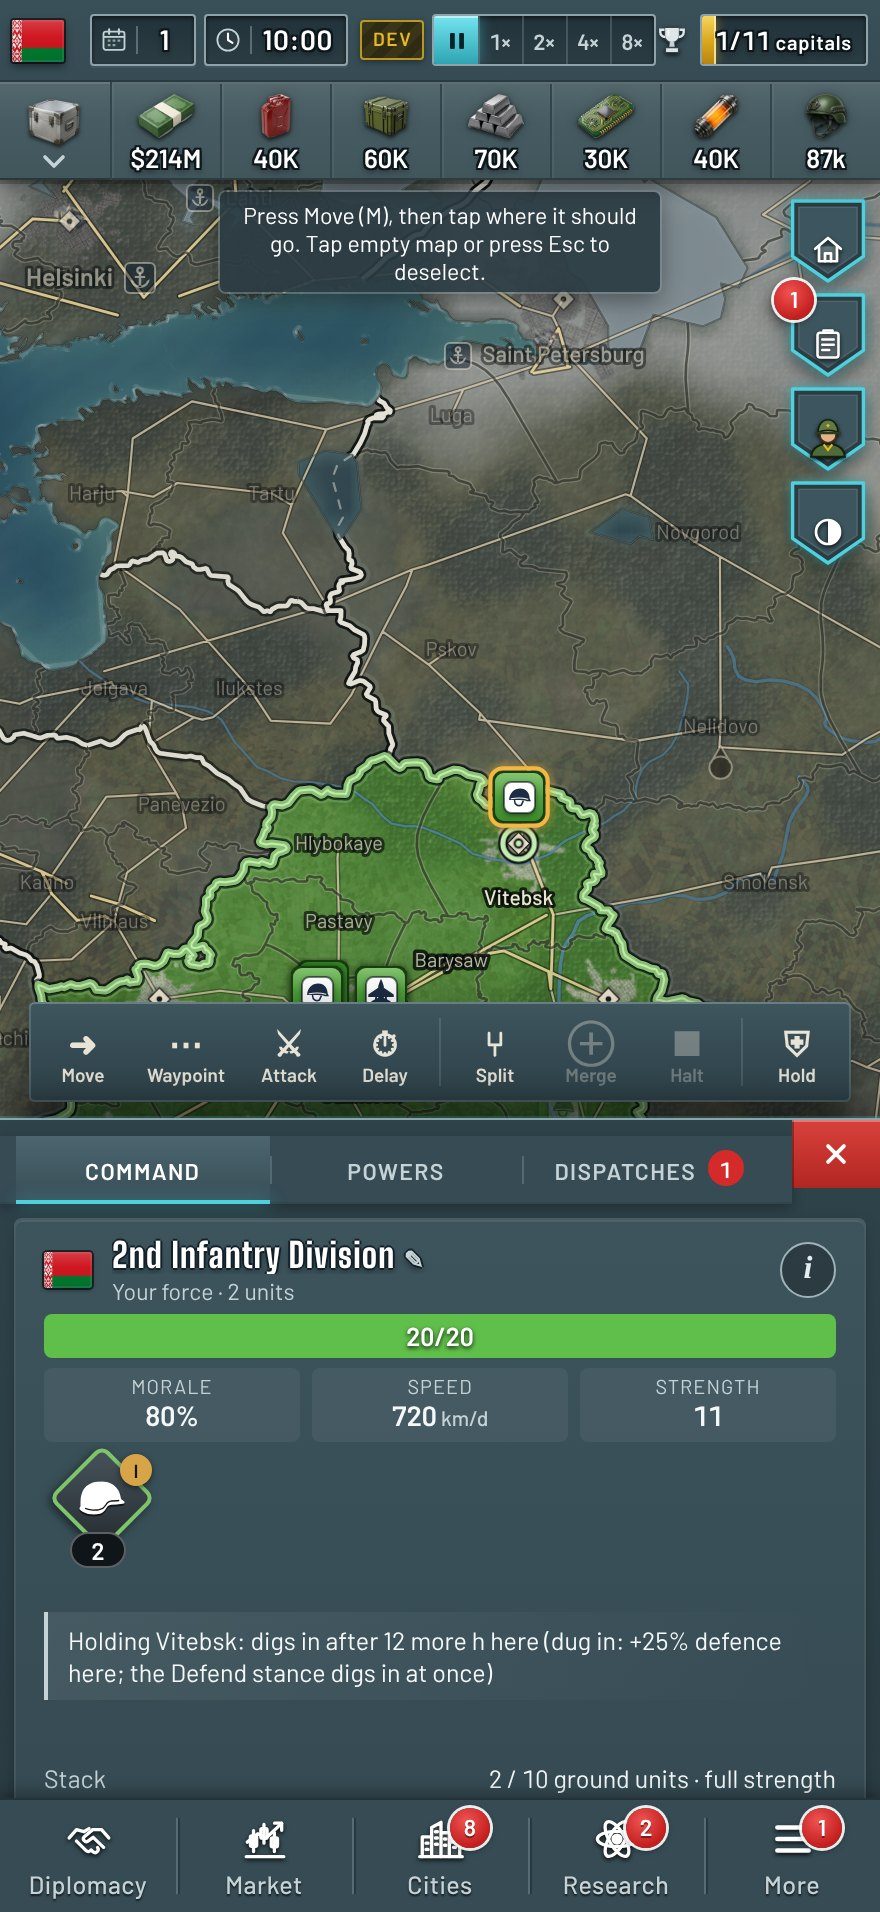 1
10:00
DEV
1×
2×
4×
8×
1/11 capitals
$214M
40K
60K
70K
30K
40K
87k
Press Move (M), then tap where it should
go. Tap empty map or press Esc to
deselect.
Helsinki
1
Saint Petersburg
Luga
Harju
Tartu
Novgorod
Pskov
Jelgava
Ilukstes
Nelidovo
Panevezio
Hlybokaye
Kauno
Smolensk
Vitebsk
Vilniaus
Pastavy
Barysaw
Move
Waypoint
Attack
Delay
Split
Merge
Halt
Hold
COMMAND
POWERS
DISPATCHES
1
2nd Infantry Division
Your force · 2 units
i
20/20
MORALE
80%
SPEED
720 km/d
STRENGTH
11
I
2
Holding Vitebsk: digs in after 12 more h here (dug in: +25% defence
here; the Defend stance digs in at once)
Stack
2 / 10 ground units · full strength
8
2
1
Diplomacy
Market
Cities
Research
More